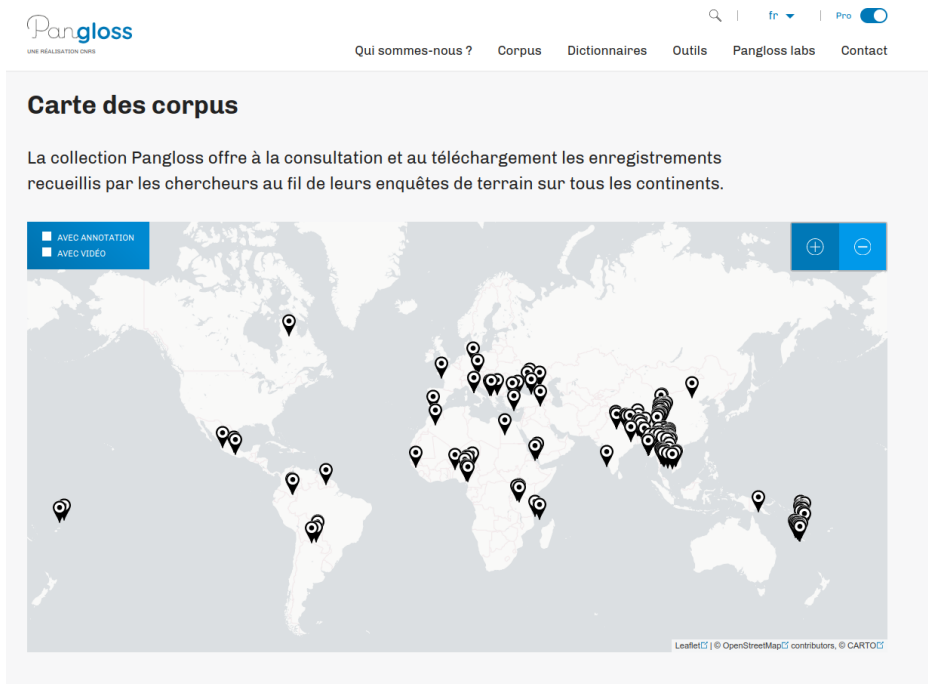 fr
Pro
Pangloss
UNE RÉALISATION CNRS
Qui sommes-nous ? Corpus Dictionnaires Outils Pangloss labs Contact
Carte des corpus
La collection Pangloss offre à la consultation et au téléchargement les enregistrements
recueillis par les chercheurs au fil de leurs enquêtes de terrain sur tous les continents.
AVEC ANNOTATION
AVEC VIDÉO
Leaflet | © OpenStreetMap contributors, © CARTO